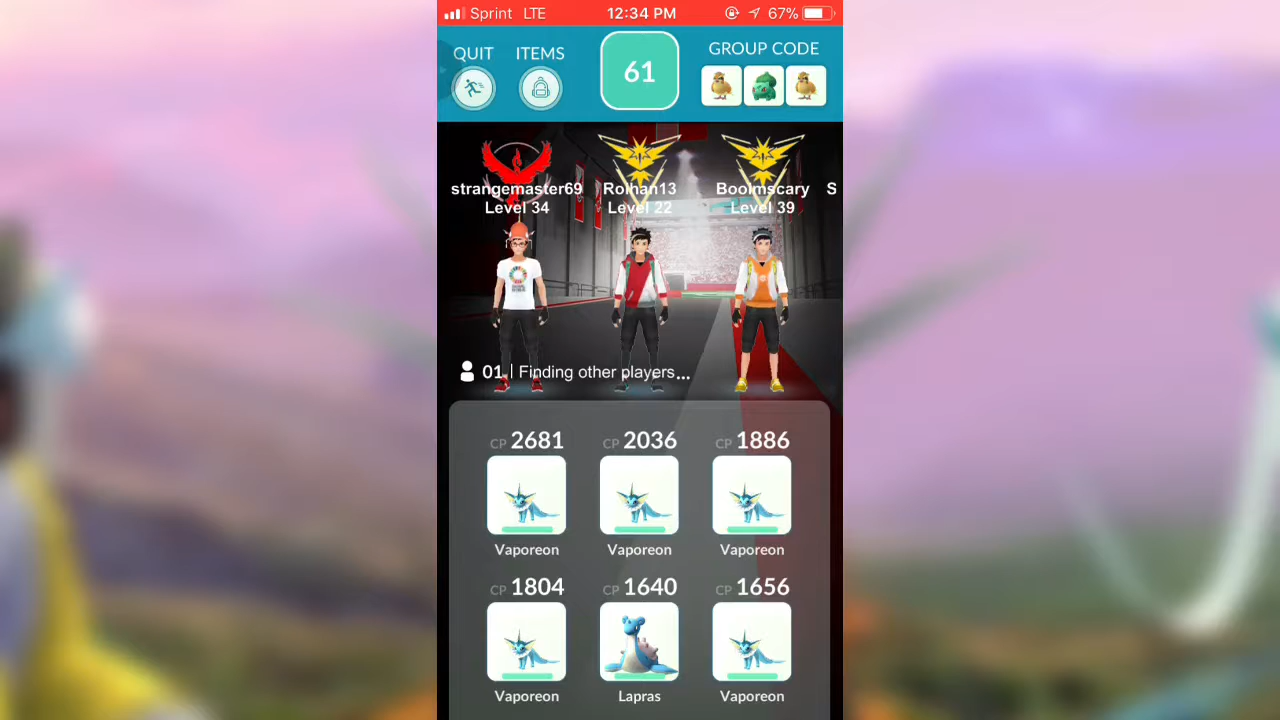 Sprint LTE 12:34 PM 67%
QUIT ITEMS 61 GROUP CODE
strangemaster69 Rolhan13 Boolmscary S
Level 34 Level 22 Level 39
01 | Finding other players...
CP 2681 CP 2036 CP 1886
Vaporeon Vaporeon Vaporeon
CP 1804 CP 1640 CP 1656
Vaporeon Lapras Vaporeon